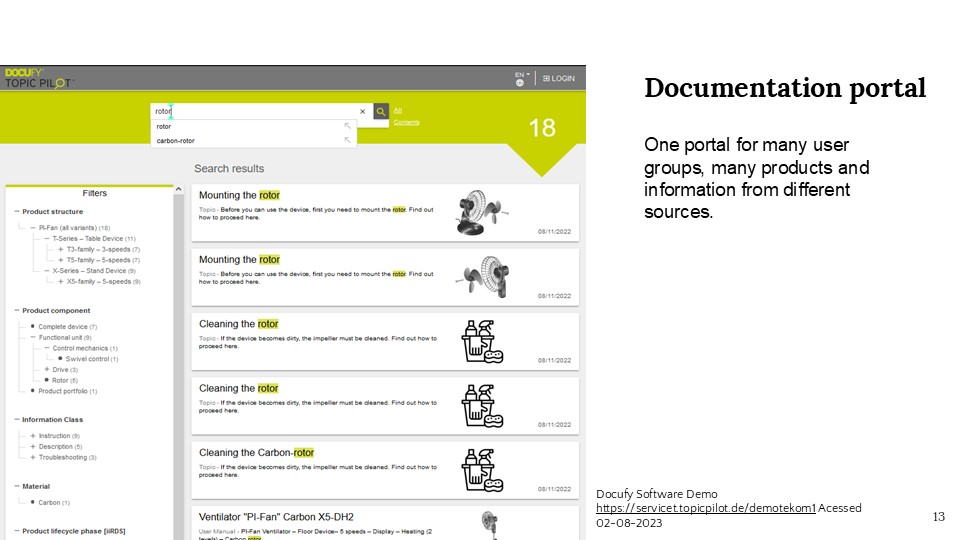 DOCUFY
TOPIC PILOT
EN
LOGIN
rotor
All
Contents
rotor
carbon-rotor
18
Search results
Filters
Product structure
PI-Fan (all variants) (18)
T-Series – Table Device (11)
T3-family – 3-speeds (7)
T5-family – 5-speeds (7)
X-Series – Stand Device (9)
X5-family – 5-speeds (9)
Product component
Complete device (7)
Functional unit (9)
Control mechanics (1)
Swivel control (1)
Drive (3)
Rotor (5)
Product portfolio (1)
Information Class
Instruction (9)
Description (6)
Troubleshooting (3)
Material
Carbon (1)
Product lifecycle phase [iiRDS]
Mounting the rotor
Topic - Before you can use the device, first you need to mount the rotor. Find out
how to proceed here.
08/11/2022
Mounting the rotor
Topic - Before you can use the device, first you need to mount the rotor. Find out
how to proceed here.
08/11/2022
Cleaning the rotor
Topic - If the device becomes dirty, the impeller must be cleaned. Find out how to
proceed here.
08/11/2022
Cleaning the rotor
Topic - If the device becomes dirty, the impeller must be cleaned. Find out how to
proceed here.
08/11/2022
Cleaning the Carbon-rotor
Topic - If the device becomes dirty, the impeller must be cleaned. Find out how to
proceed here.
08/11/2022
Ventilator "PI-Fan" Carbon X5-DH2
User Manual - PI-Fan Ventilator – Floor Device– 5 speeds – Display – Heating (2
levels) – Carbon rotor
Documentation portal
One portal for many user
groups, many products and
information from different
sources.
Docufy Software Demo
https://servicet.topicpilot.de/demotekom1 Acessed
02-08-2023
13